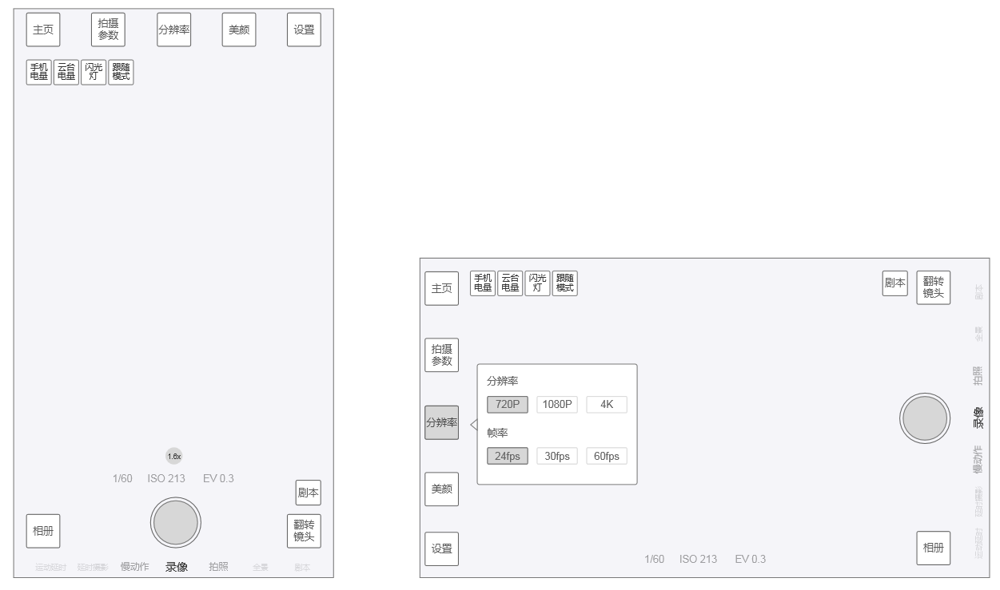 主页
拍摄
参数
分辨率
美颜
设置
手机
电量
云台
电量
闪光
灯
跟随
模式
1.6x
1/60 ISO 213 EV 0.3
剧本
相册
翻转
镜头
运动延时 延时摄影 慢动作 录像 拍照 全景 剧本
主页
手机
电量
云台
电量
闪光
灯
跟随
模式
剧本
翻转
镜头
拍摄
参数
分辨率
美颜
设置
分辨率
720P 1080P 4K
帧率
24fps 30fps 60fps
剧本
全景
拍照
录像
慢动作
延时摄影
运动延时
相册
1/60 ISO 213 EV 0.3